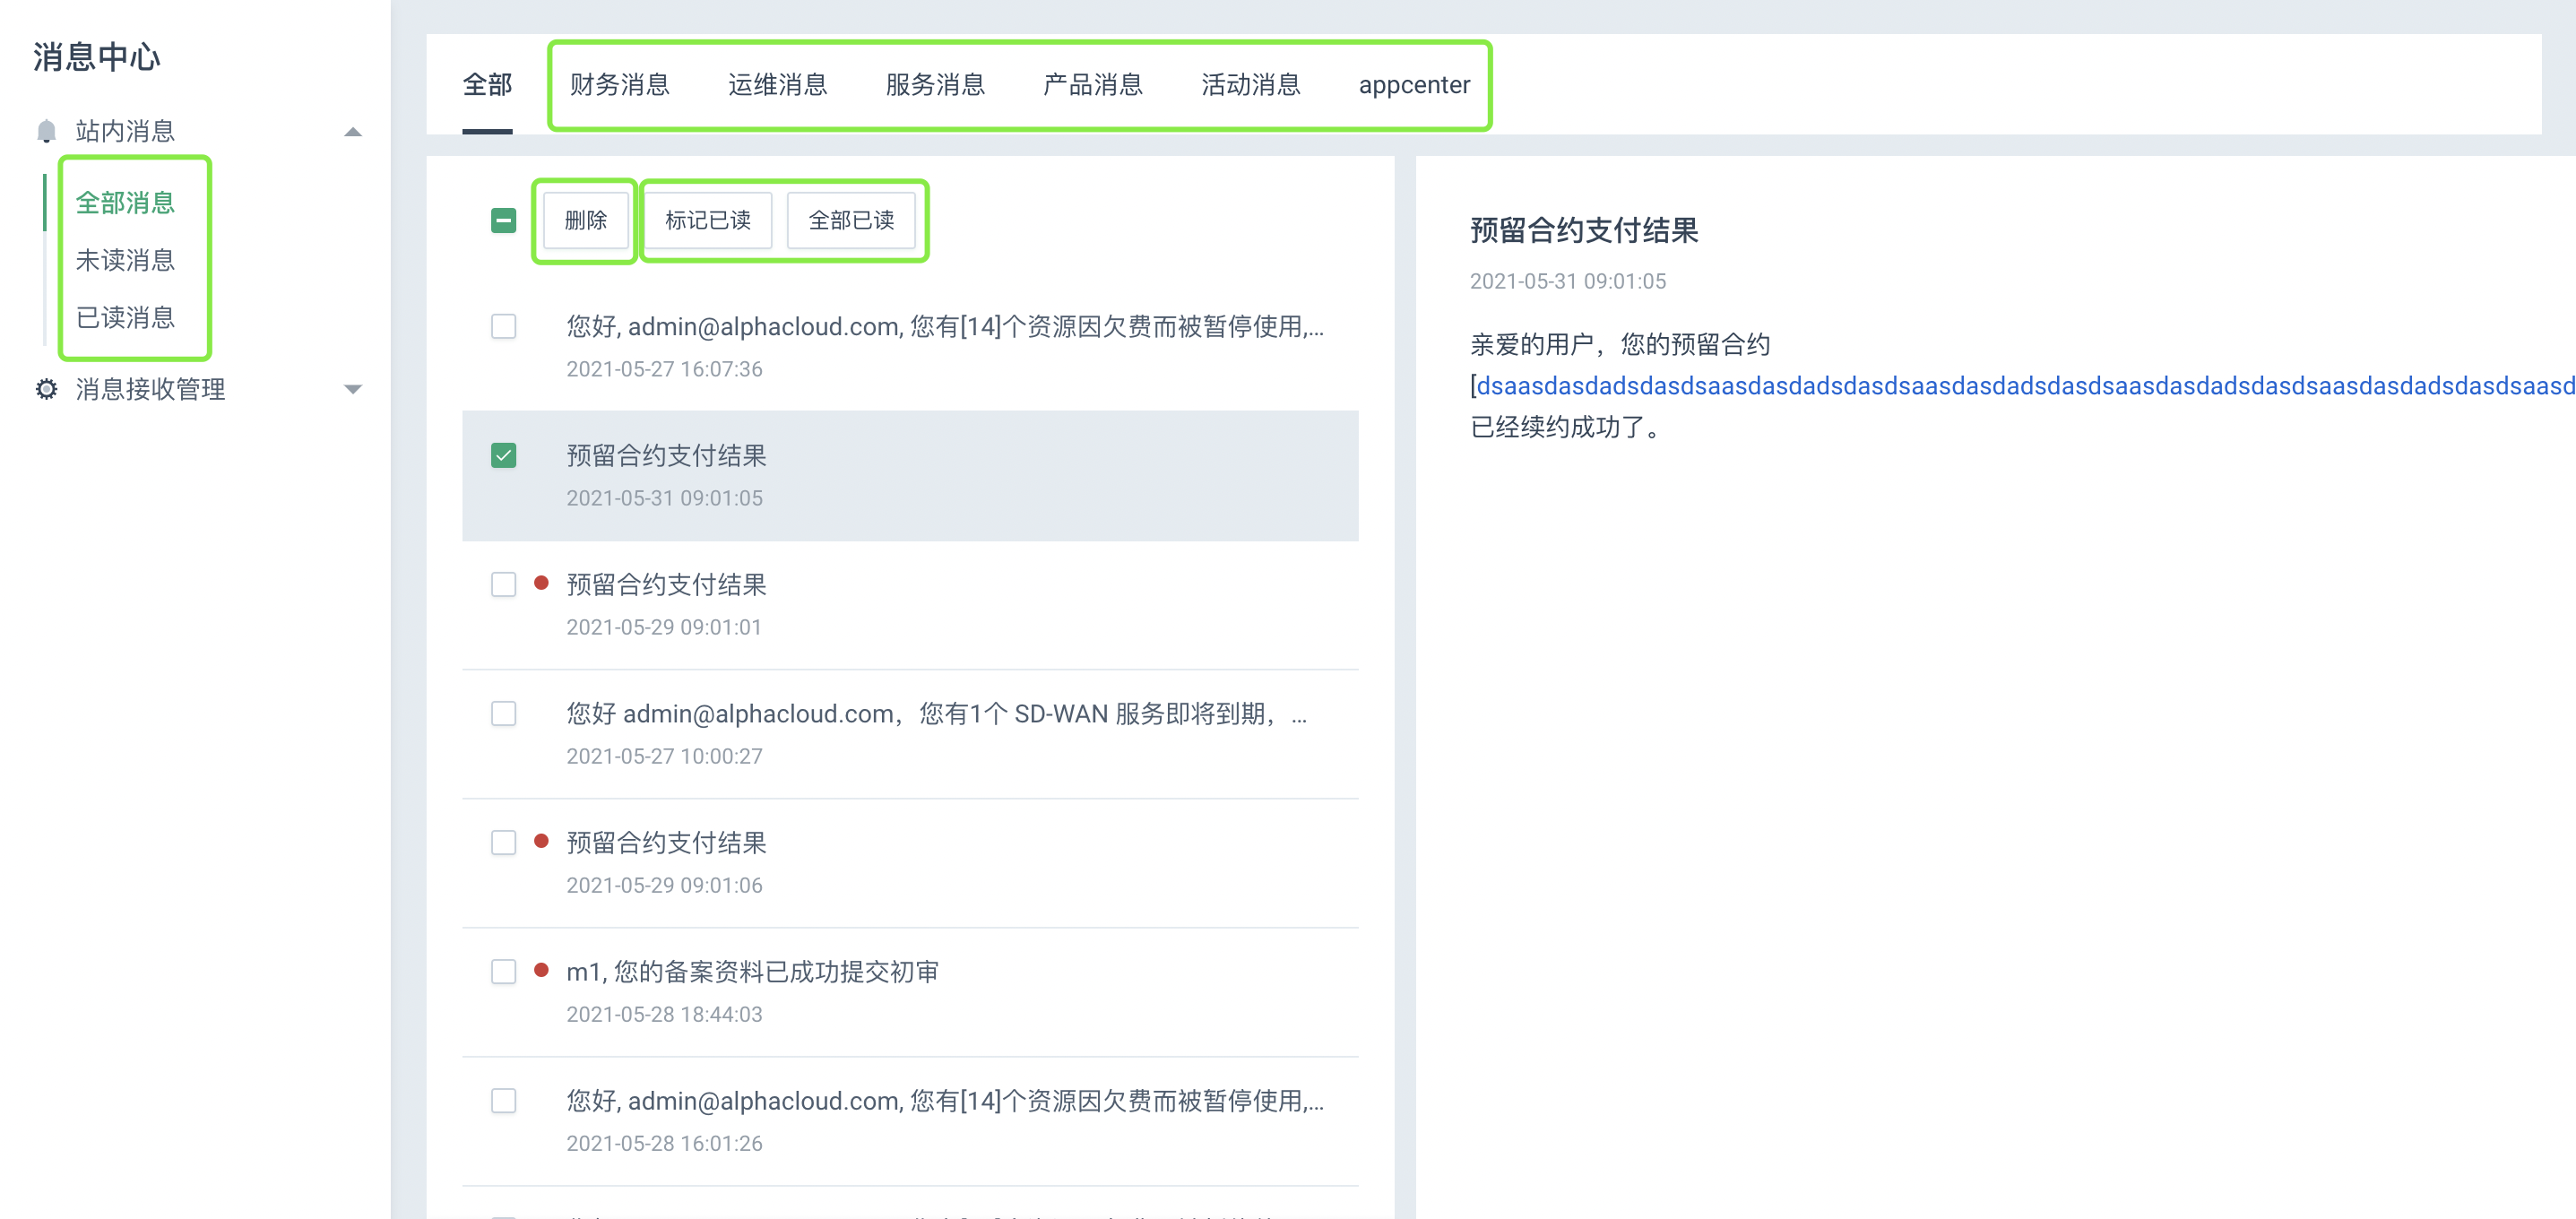 消息中心
站内消息
全部消息
未读消息
已读消息
消息接收管理
全部 财务消息 运维消息 服务消息 产品消息 活动消息 appcenter
删除 标记已读 全部已读
您好, admin@alphacloud.com, 您有[14]个资源因欠费而被暂停使用,...
2021-05-27 16:07:36
预留合约支付结果
2021-05-31 09:01:05
预留合约支付结果
2021-05-29 09:01:01
您好 admin@alphacloud.com，您有1个 SD-WAN 服务即将到期，...
2021-05-27 10:00:27
预留合约支付结果
2021-05-29 09:01:06
m1, 您的备案资料已成功提交初审
2021-05-28 18:44:03
您好, admin@alphacloud.com, 您有[14]个资源因欠费而被暂停使用,...
2021-05-28 16:01:26
预留合约支付结果
2021-05-31 09:01:05
亲爱的用户，您的预留合约
[dsaasdasdadsdasdsaasdasdadsdasdsaasdasdadsdasdsaasdasdadsdasdsaasdasdadsdasdsaasd
已经续约成功了。